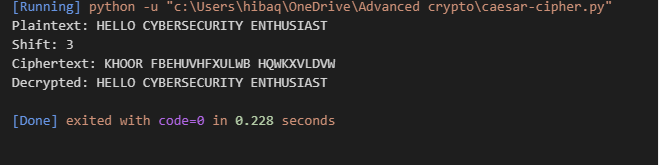 [Running] python -u "c:\Users\hibaq\OneDrive\Advanced crypto\caesar-cipher.py"
Plaintext: HELLO CYBERSECURITY ENTHUSIAST
Shift: 3
Ciphertext: KHOOR FBEHUVHFXULWB HQWKXVLDVW
Decrypted: HELLO CYBERSECURITY ENTHUSIAST
[Done] exited with code=0 in 0.228 seconds